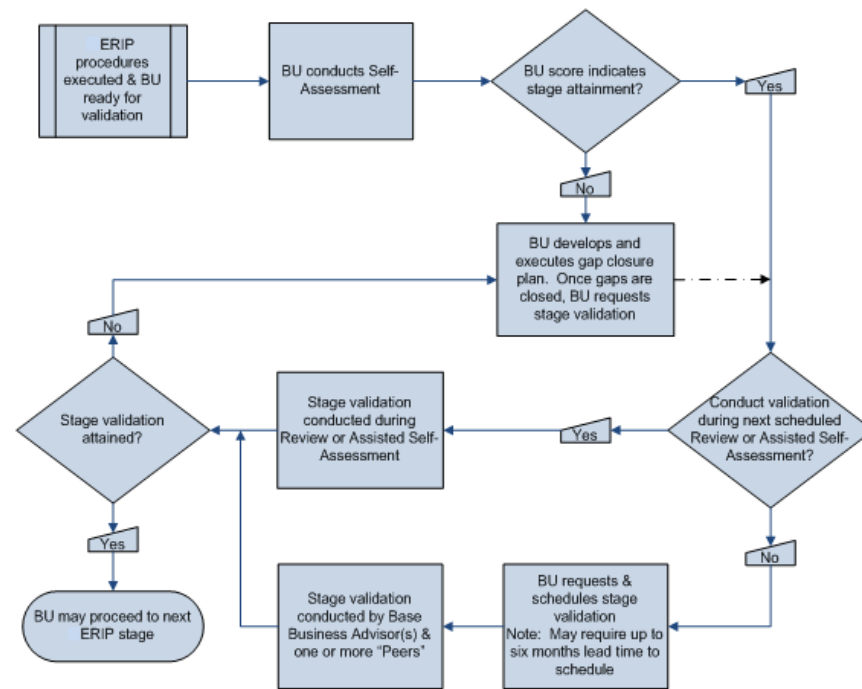 ERIP
procedures
executed & BU
ready for
validation
BU conducts Self-
Assessment
BU score indicates
stage attainment?
Yes
No
BU develops and
executes gap closure
plan. Once gaps are
closed, BU requests
stage validation
No
Stage validation
attained?
Stage validation
conducted during
Review or Assisted Self-
Assessment
Yes
Conduct validation
during next scheduled
Review or Assisted Self-
Assessment?
Yes
No
BU may proceed to next
ERIP stage
Stage validation
conducted by Base
Business Advisor(s) &
one or more “Peers”
BU requests &
schedules stage
validation
Note: May require up to
six months lead time to
schedule